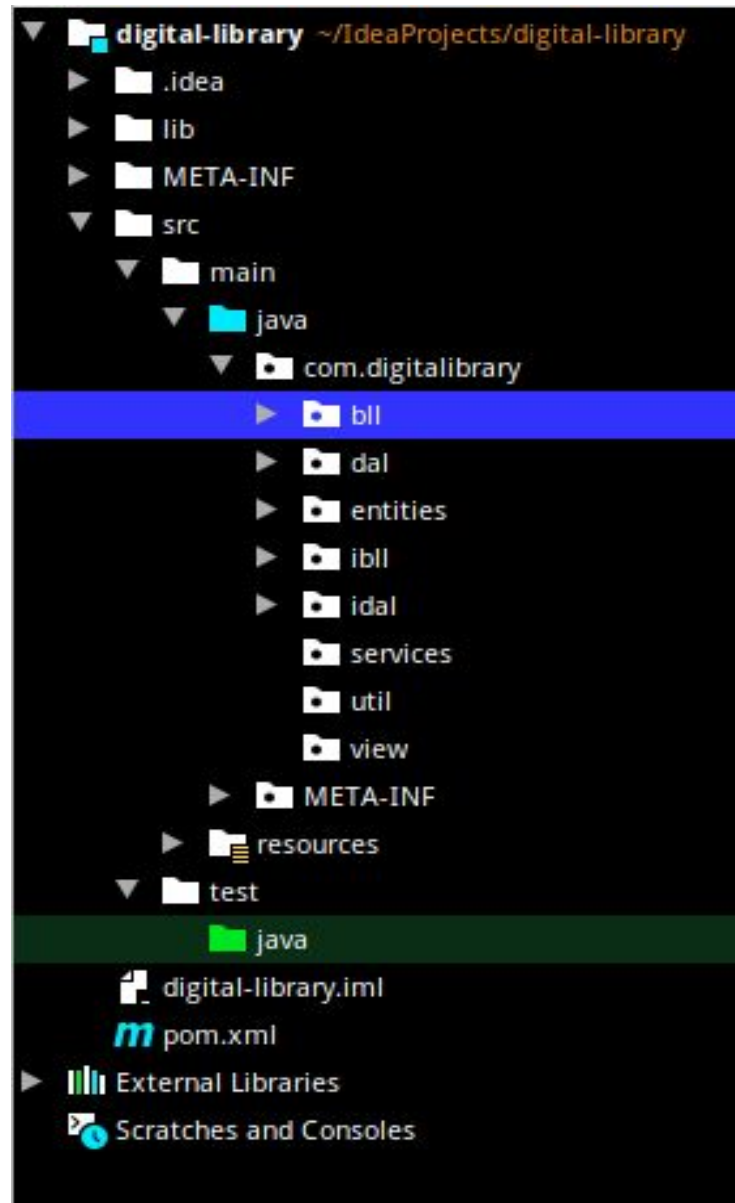 digital-library ~/IdeaProjects/digital-library
.idea
lib
META-INF
src
main
java
com.digitalibrary
bll
dal
entities
ibll
idal
services
util
view
META-INF
resources
test
java
digital-library.iml
m pom.xml
External Libraries
Scratches and Consoles